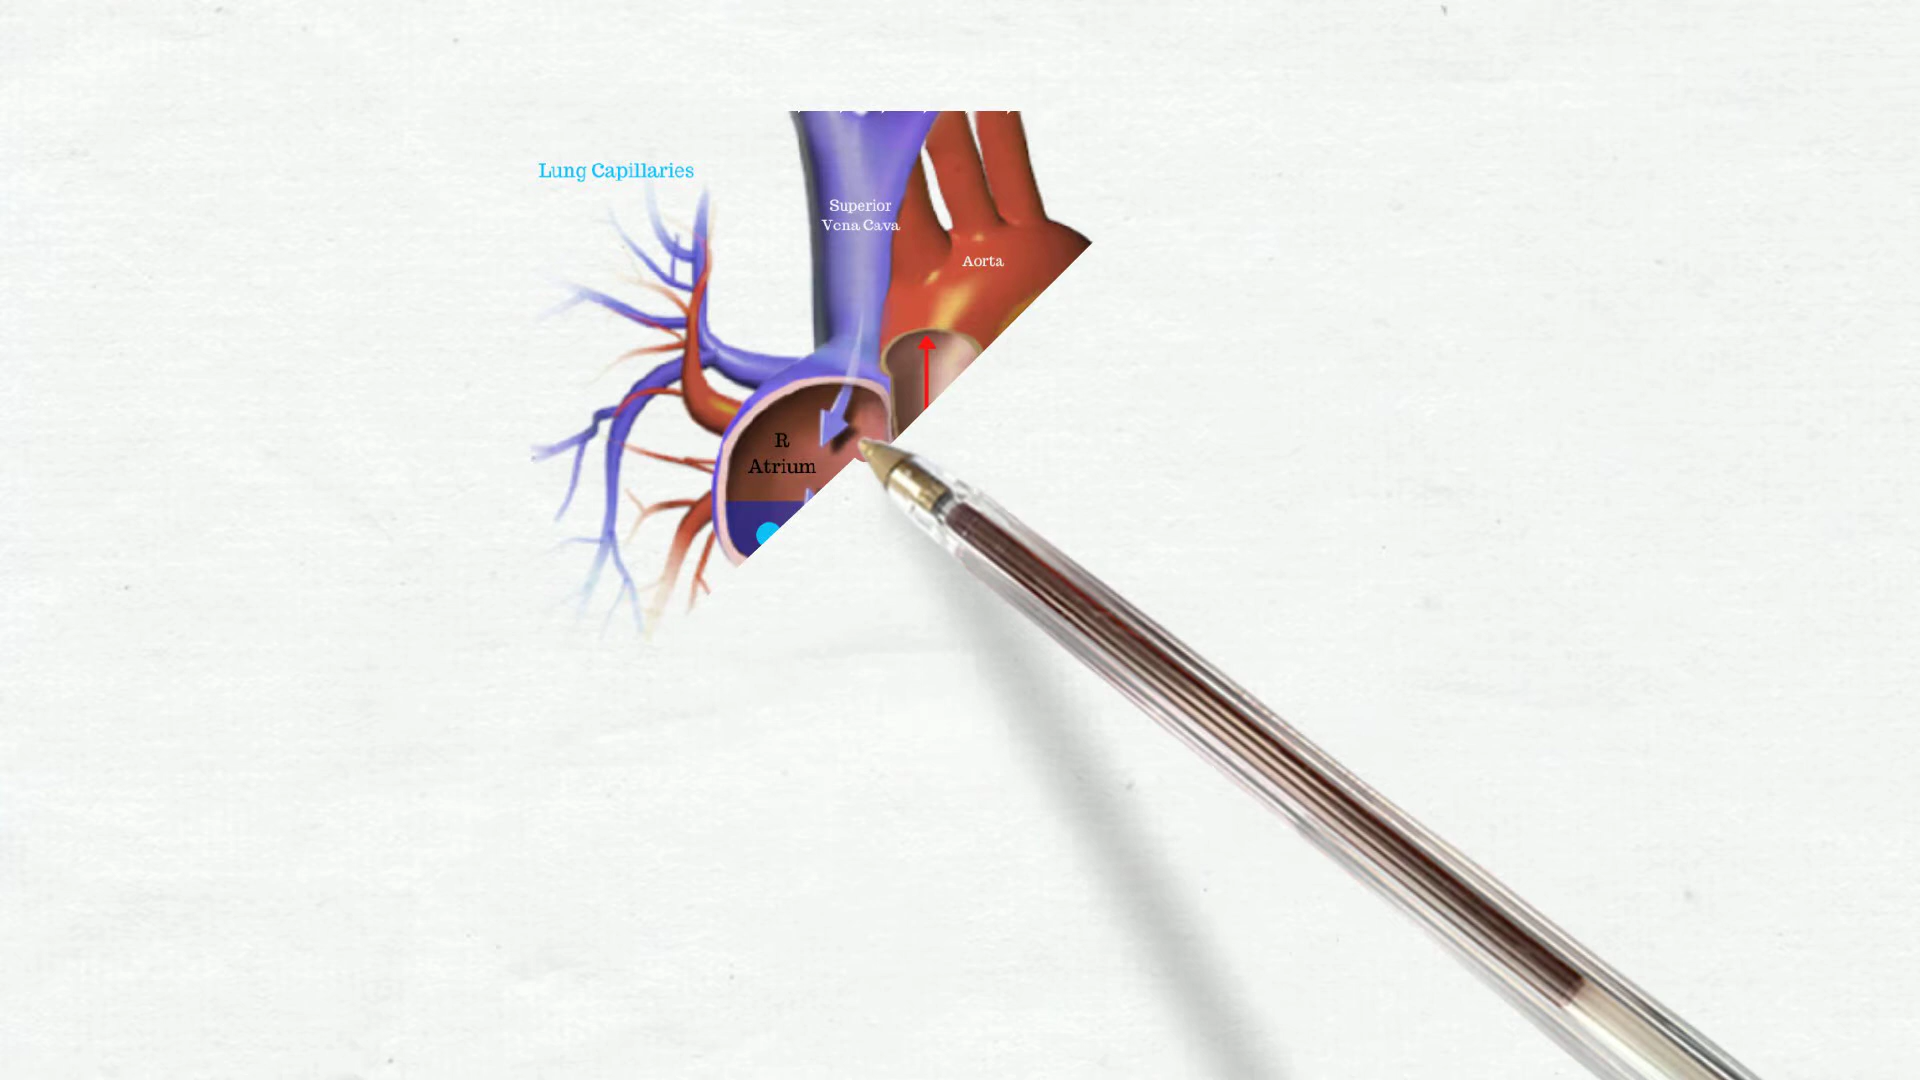 Lung Capillaries
Superior
Vena Cava
Aorta
R
Atrium